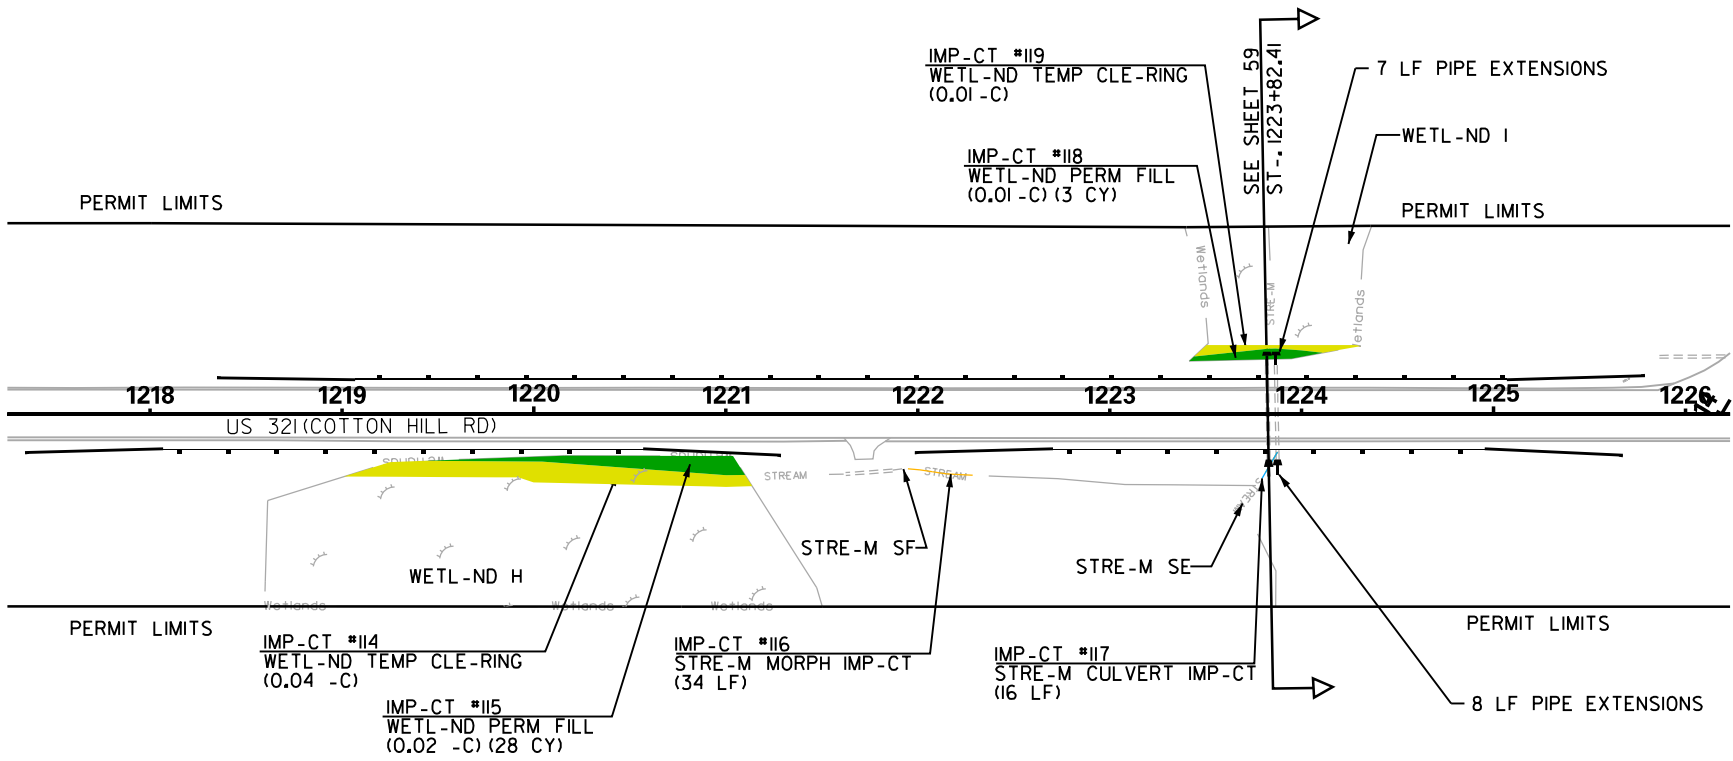 IMP-CT #119
WETL-ND TEMP CLE-RING
(0.01 -C)
SEE SHEET 59
ST-. 1223+82.41
7 LF PIPE EXTENSIONS
WETL-ND I
IMP-CT #118
WETL-ND PERM FILL
(0.01 -C) (3 CY)
PERMIT LIMITS
PERMIT LIMITS
Wetlands
STRE-M
etlands
1218 1219 1220 1221 1222 1223 1224 1225 1226
US 321 (COTTON HILL RD)
STREAM
STREAM
STREAM
STRE-M SF
STRE-M SE
WETL-ND H
Wetlands
Wetlands
Wetlands
PERMIT LIMITS
PERMIT LIMITS
IMP-CT #114
WETL-ND TEMP CLE-RING
(0.04 -C)
IMP-CT #116
STRE-M MORPH IMP-CT
(34 LF)
IMP-CT #117
STRE-M CULVERT IMP-CT
(16 LF)
8 LF PIPE EXTENSIONS
IMP-CT #115
WETL-ND PERM FILL
(0.02 -C) (28 CY)